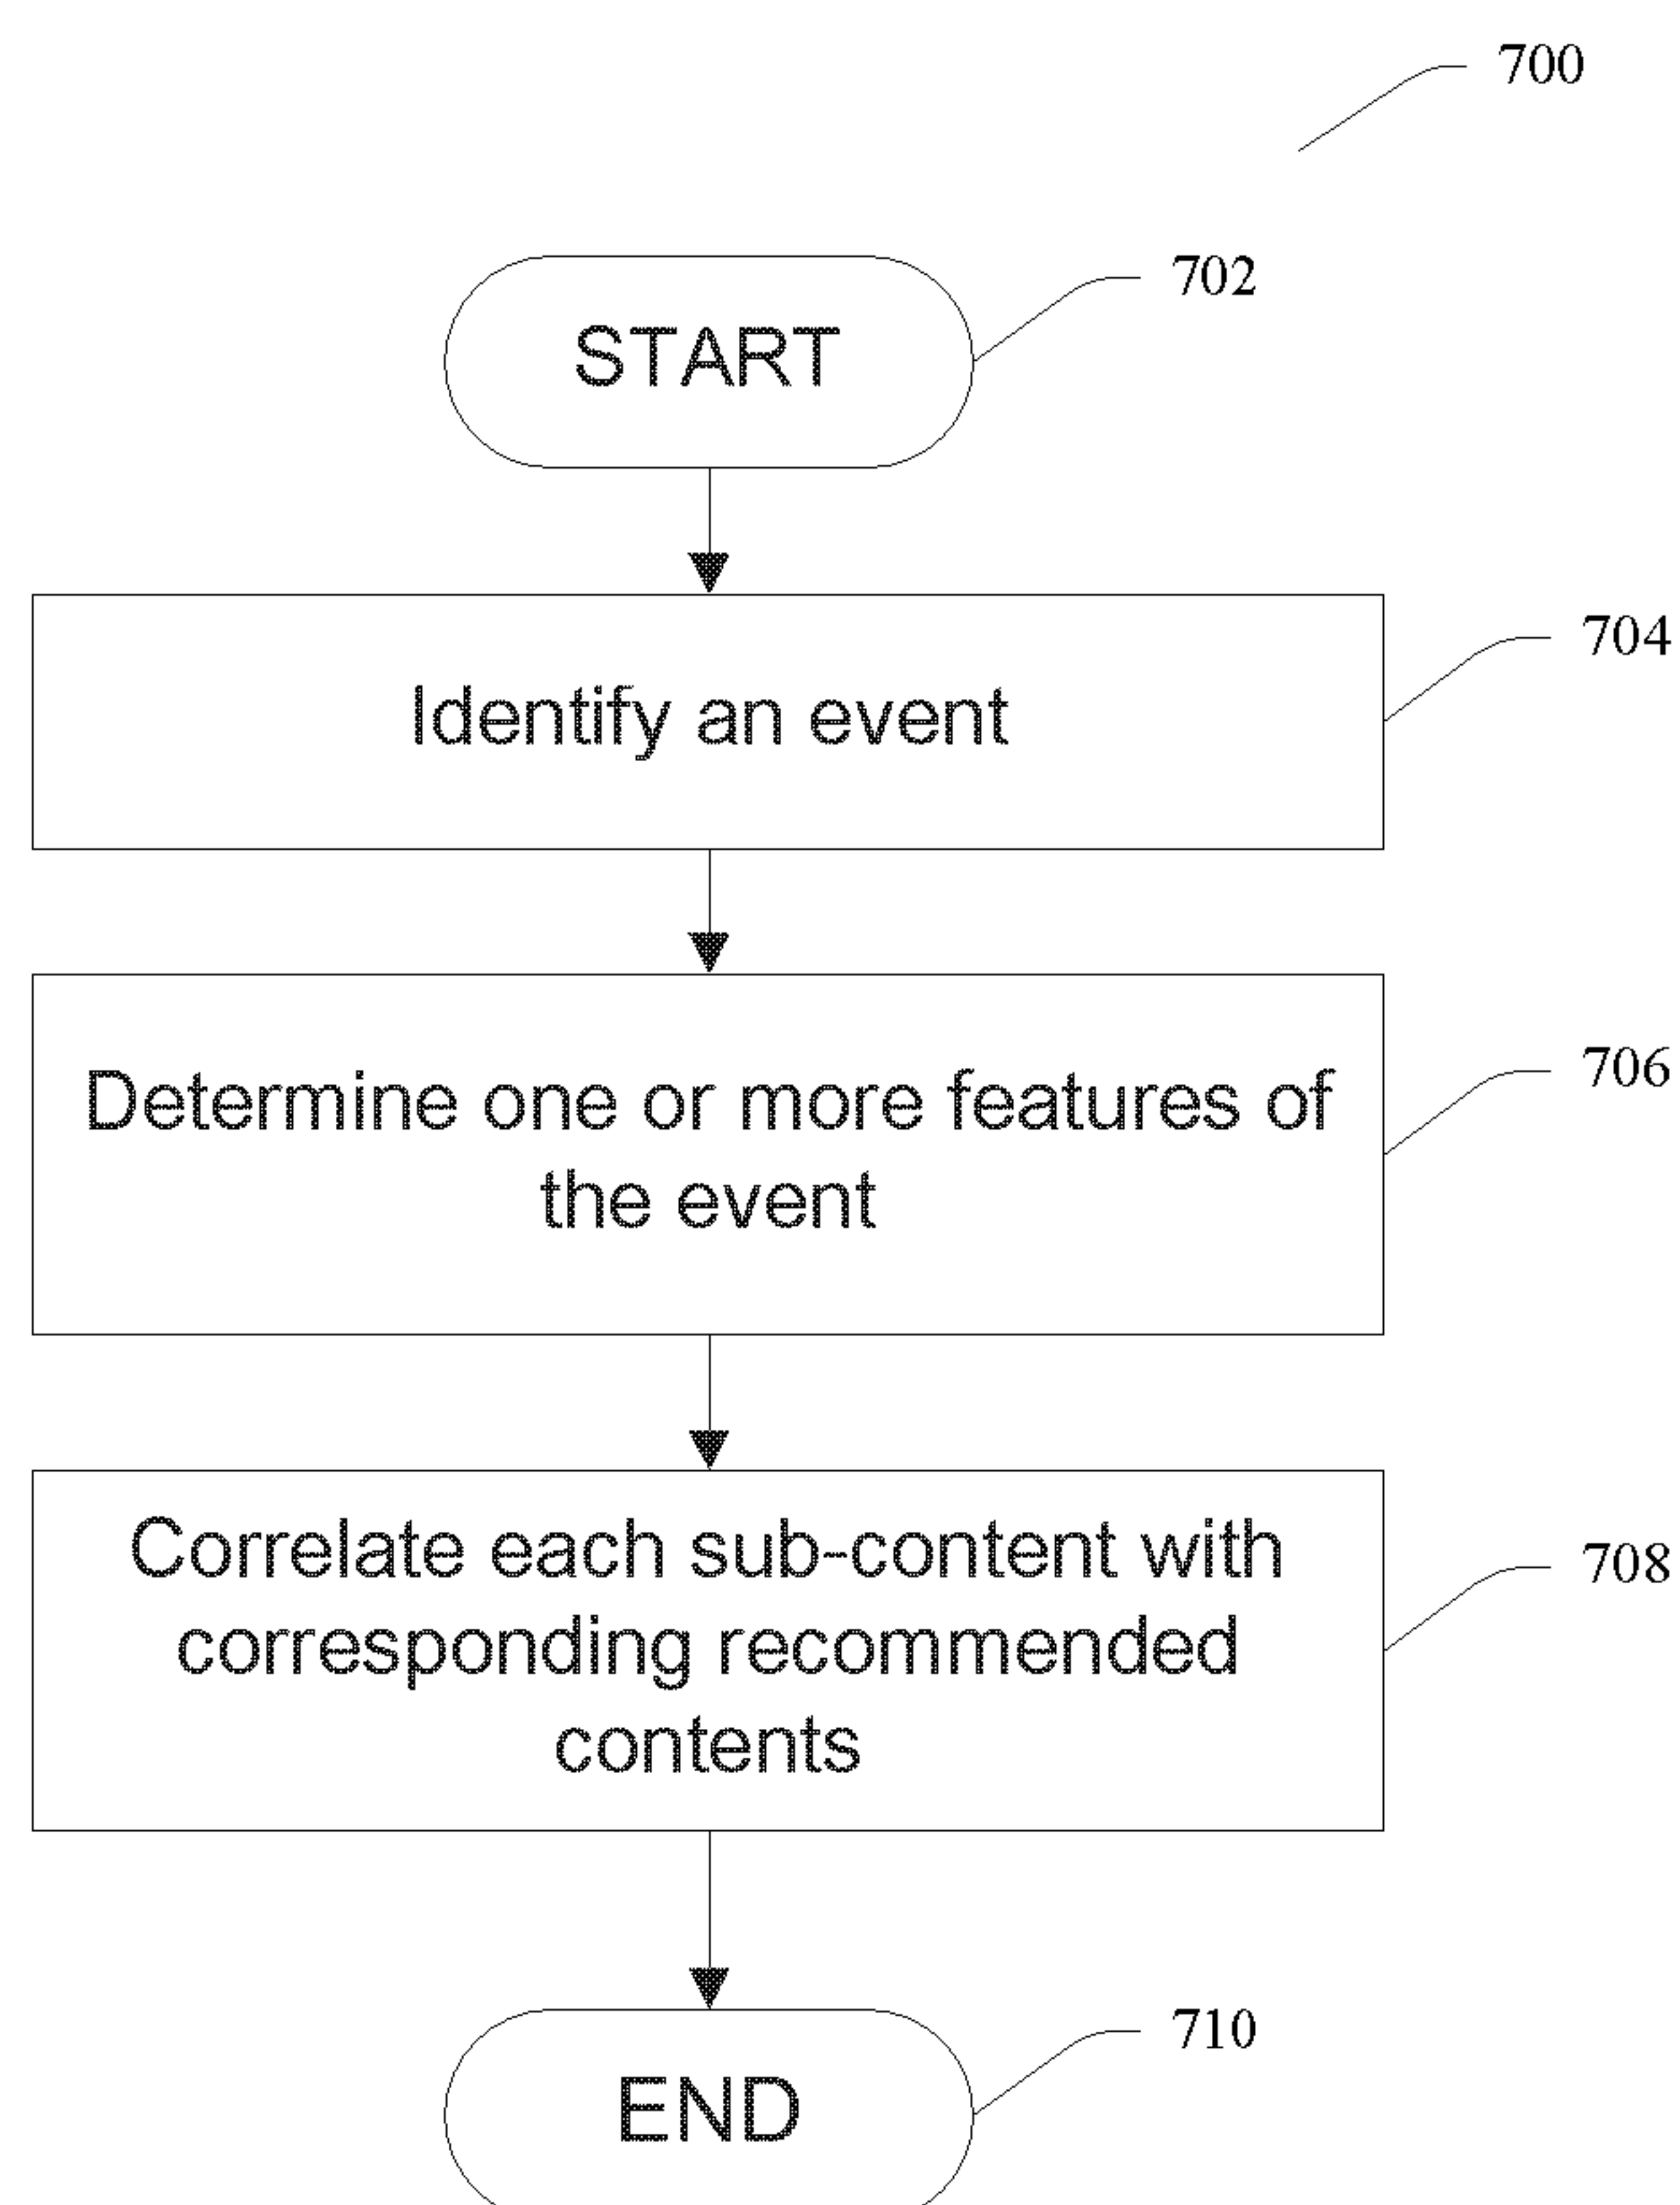 700
702
START
704
Identify an event
706
Determine one or more features of
the event
708
Correlate each sub-content with
corresponding recommended
contents
710
END